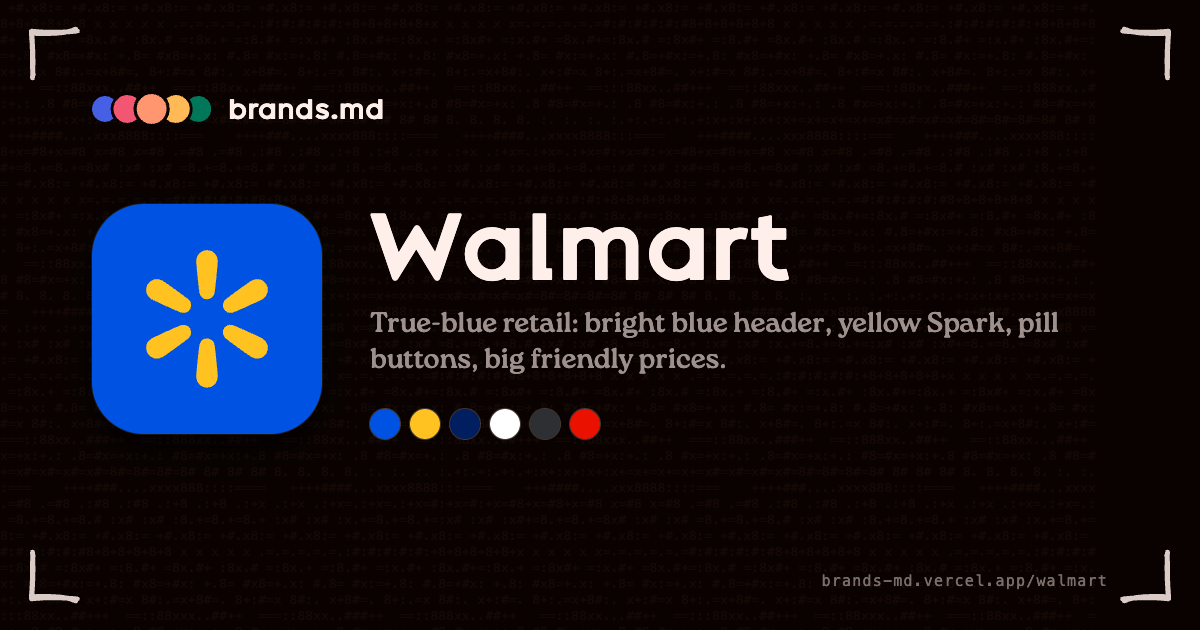 brands.md
Walmart
True-blue retail: bright blue header, yellow Spark, pill
buttons, big friendly prices.
brands-md.vercel.app/walmart